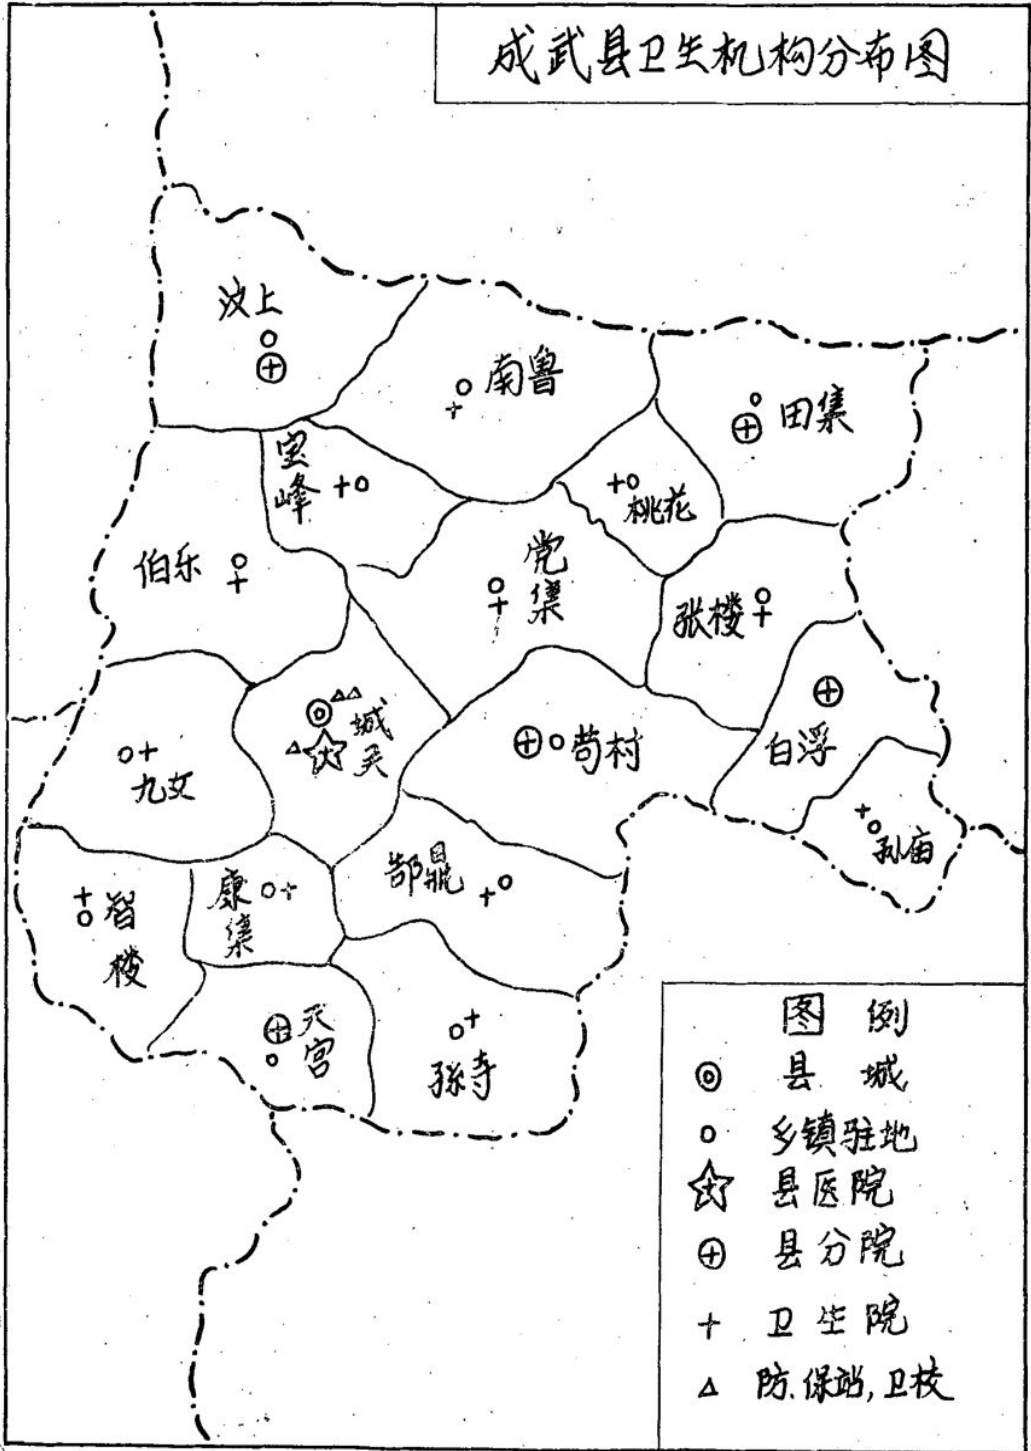 成武县卫生机构分布图
汶上
南鲁
田集
宝峰
桃花
伯乐
党集
张楼
城关
苟村
白浮
九女
孙庙
郜鼎
康集
智楼
天宫
孫寺
图 例
县 城
乡镇驻地
县医院
县分院
卫生院
防.保站,卫校